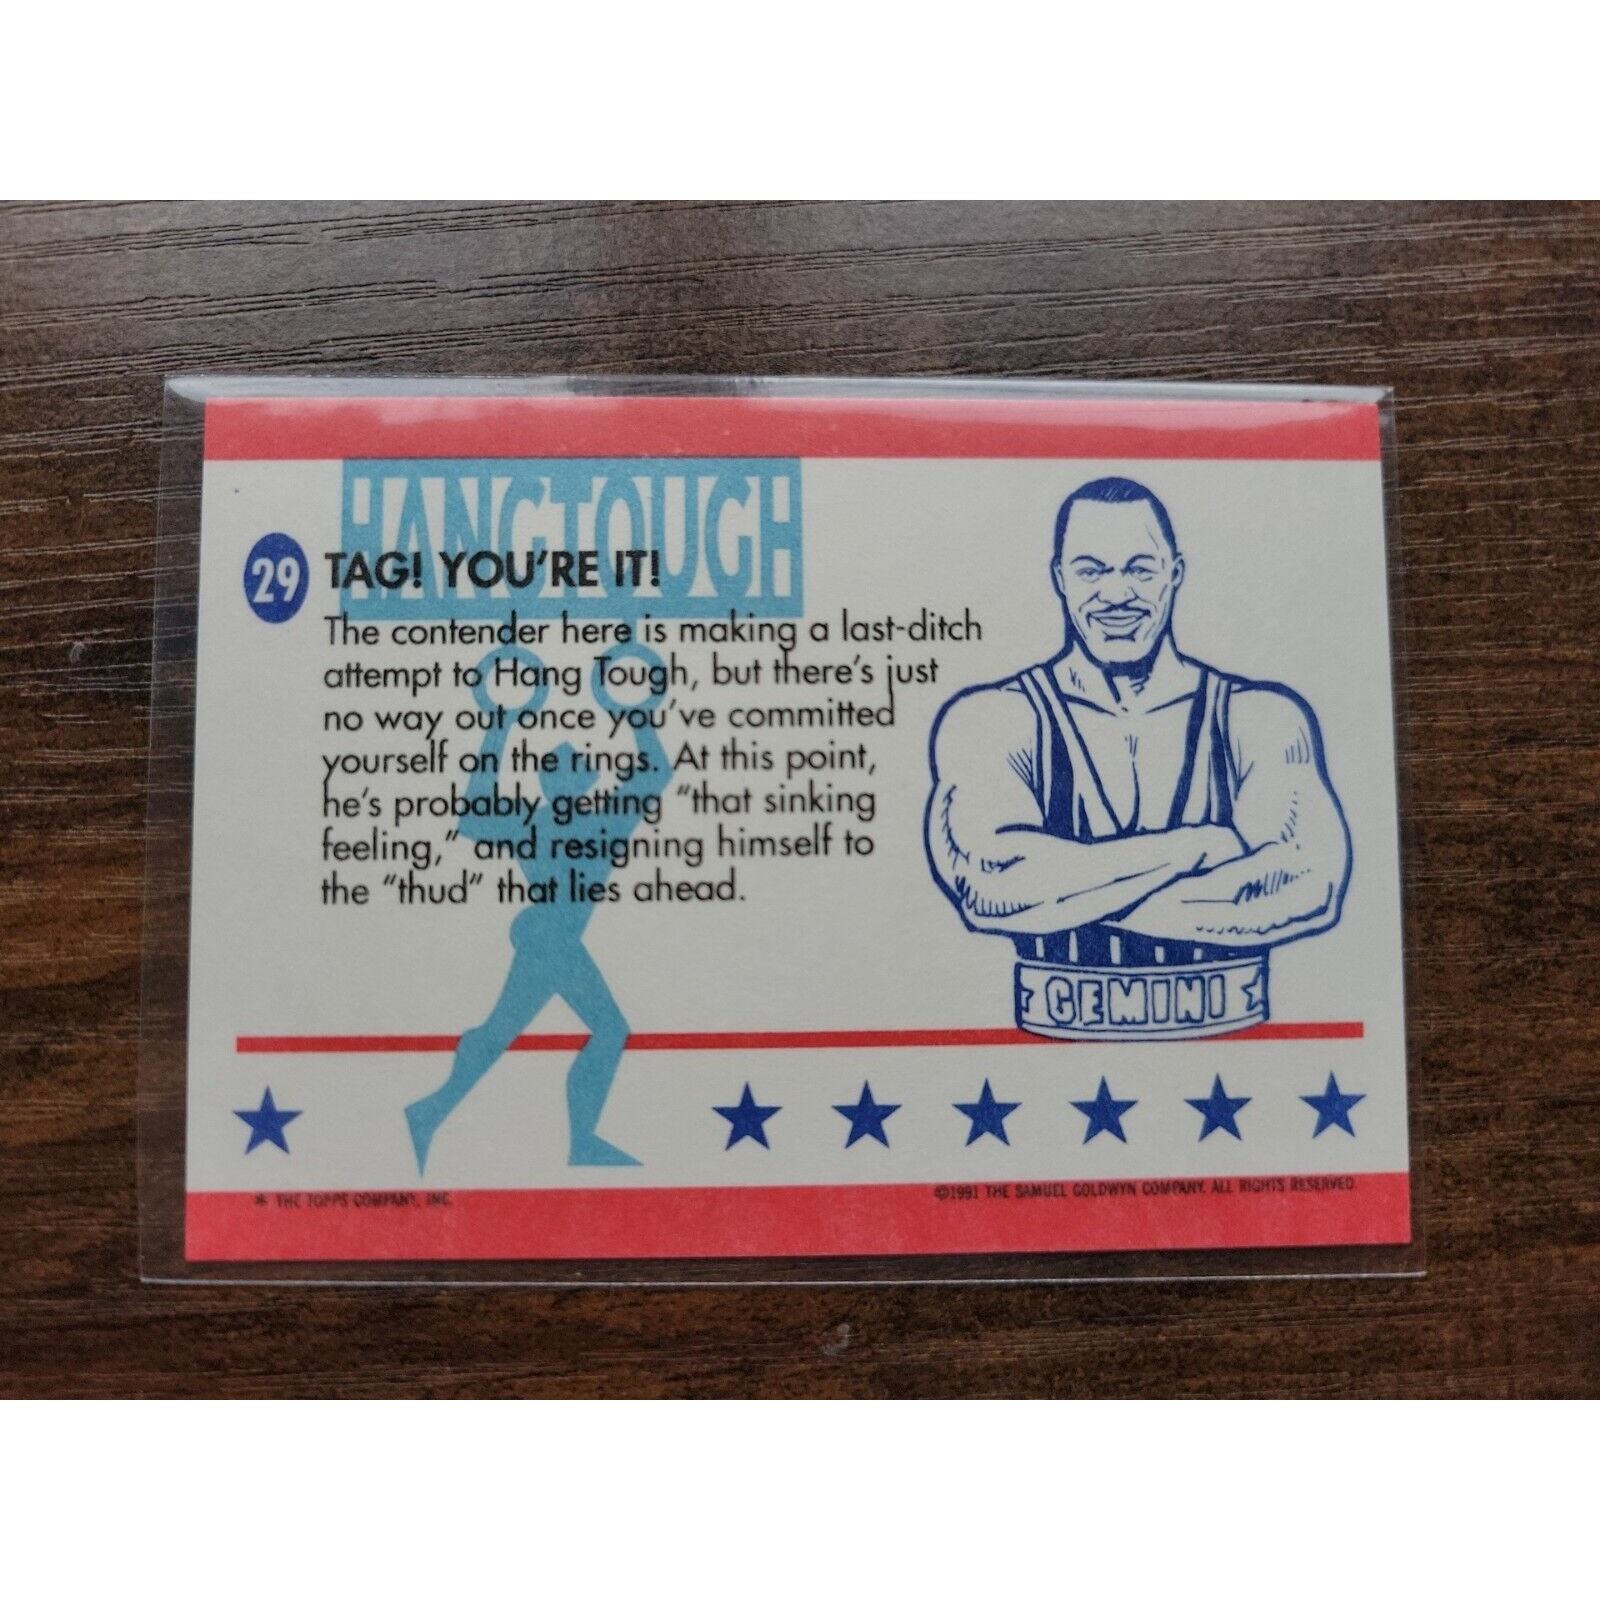 HANGTOUGH
29 TAG! YOU'RE IT!
The contender here is making a last-ditch
attempt to Hang Tough, but there's just
no way out once you've committed
yourself on the rings. At this point,
he's probably getting "that sinking
feeling," and resigning himself to
the "thud" that lies ahead.
GEMINI
* THE TOPPS COMPANY, INC.
©1991 THE SAMUEL GOLDWYN COMPANY. ALL RIGHTS RESERVED.